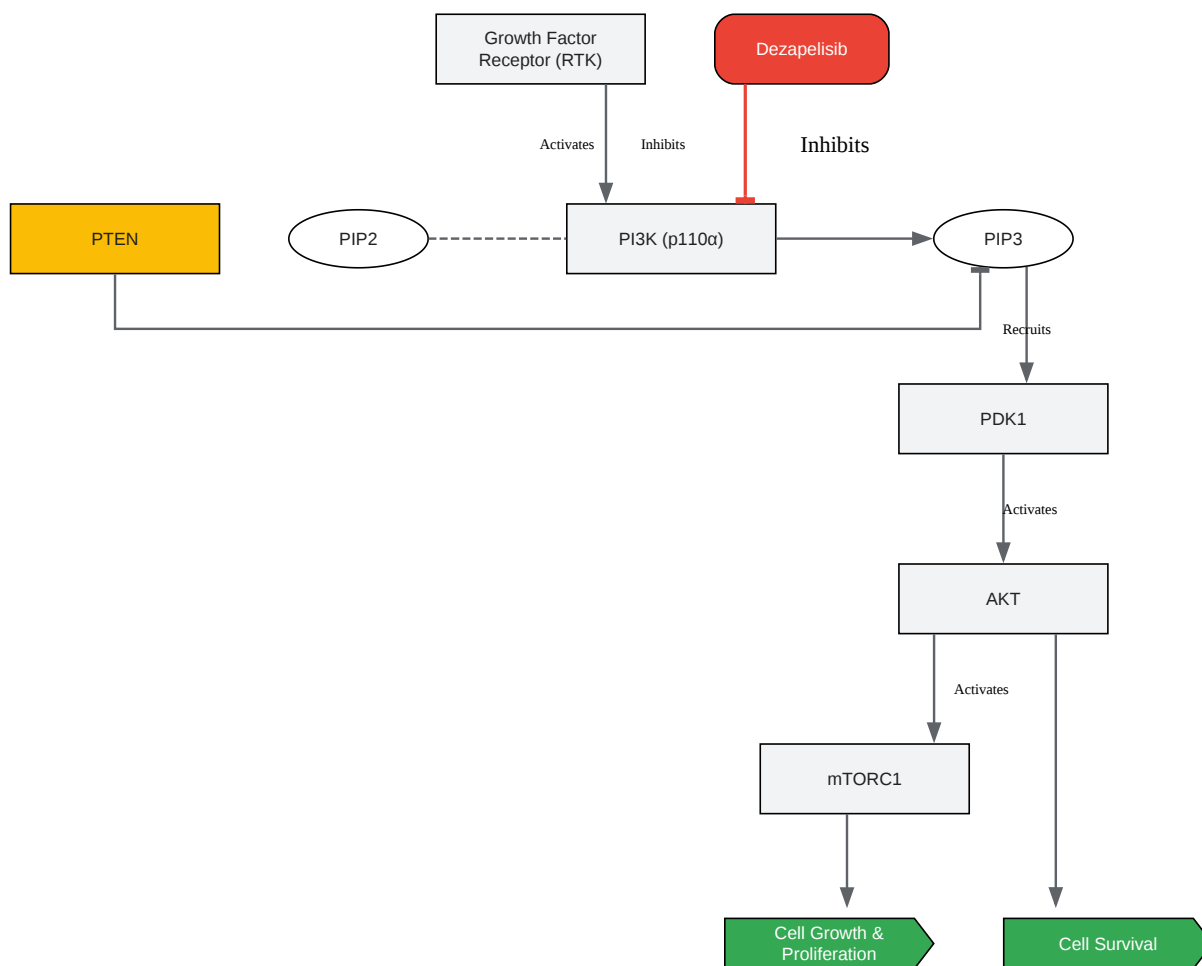 Growth Factor
Receptor (RTK)
Dezapelisib
Activates
Inhibits
Inhibits
PTEN
PIP2
PI3K (p110α)
PIP3
Recruits
PDK1
Activates
AKT
Activates
mTORC1
Cell Growth &
Proliferation
Cell Survival